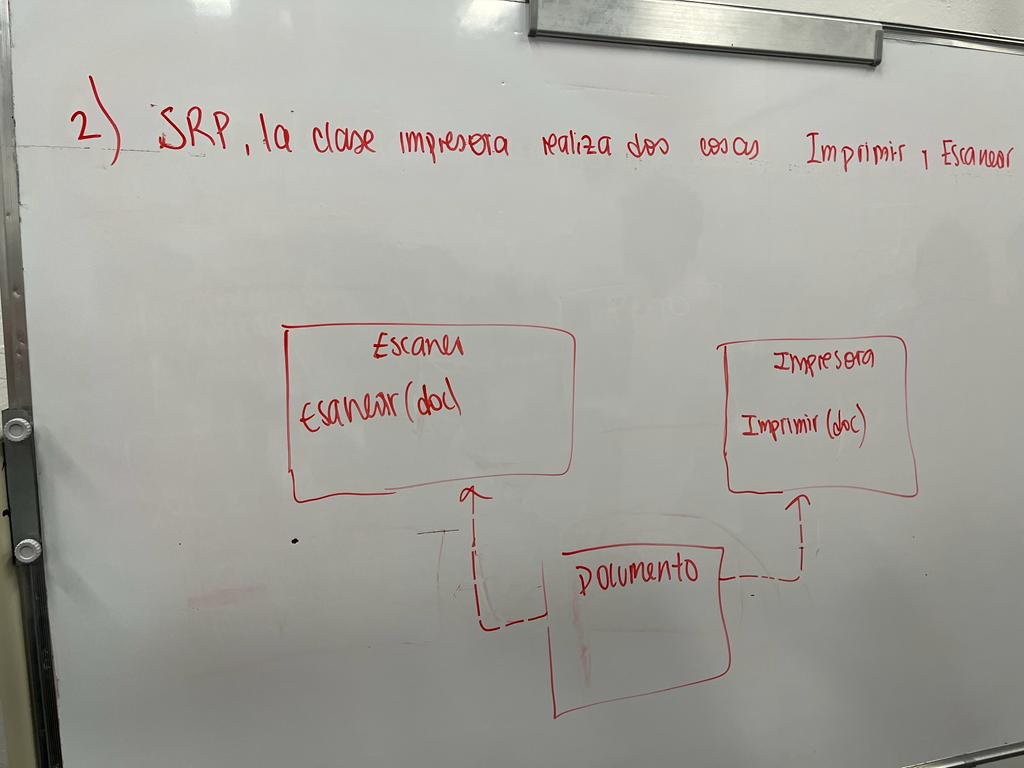 2) SRP, la clase impresora realiza dos cosas Imprimir y Escanear
Escaner
Esanear (doc)
Impresora
Imprimir (doc)
Documento